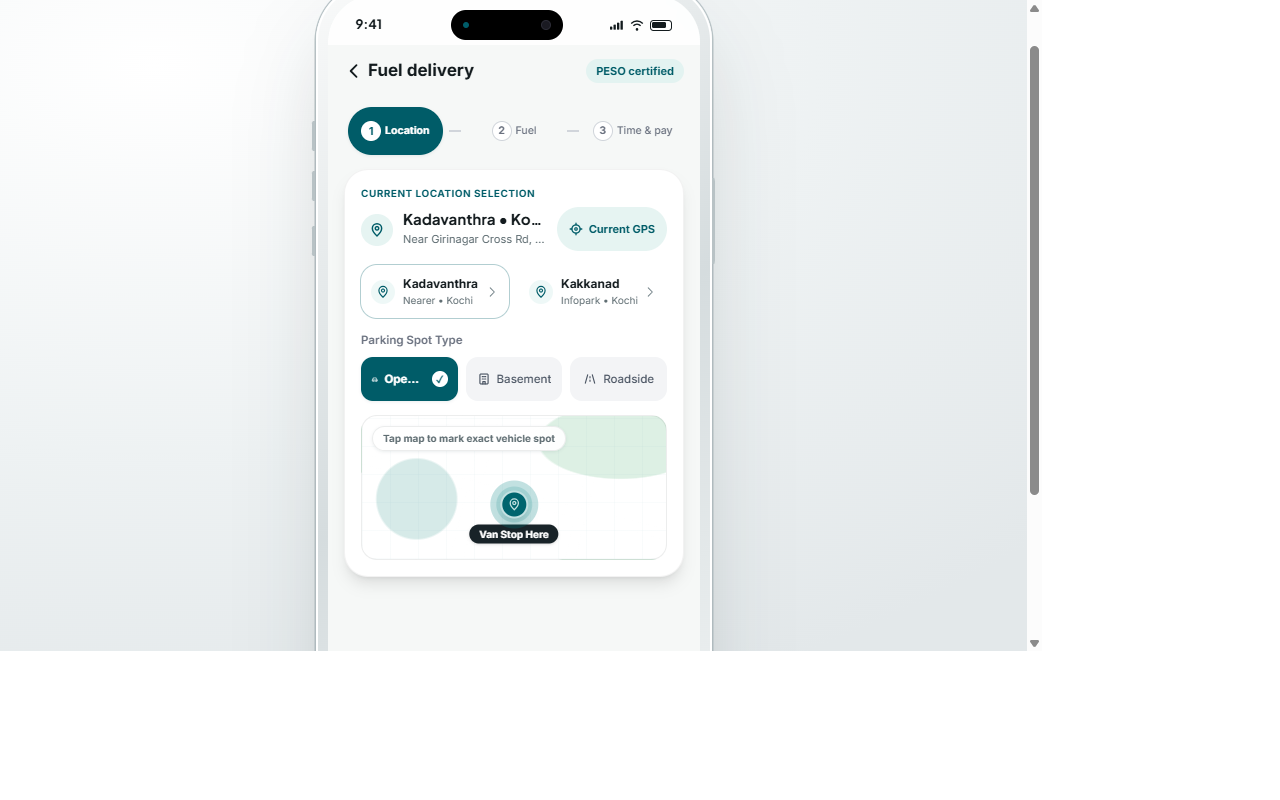 9:41
Fuel delivery
PESO certified
1 Location
2 Fuel
3 Time & pay
CURRENT LOCATION SELECTION
Kadavanthra • Ko...
Near Girinagar Cross Rd, ...
Current GPS
Kadavanthra
Nearer • Kochi
Kakkanad
Infopark • Kochi
Parking Spot Type
Ope...
Basement
Roadside
Tap map to mark exact vehicle spot
Van Stop Here